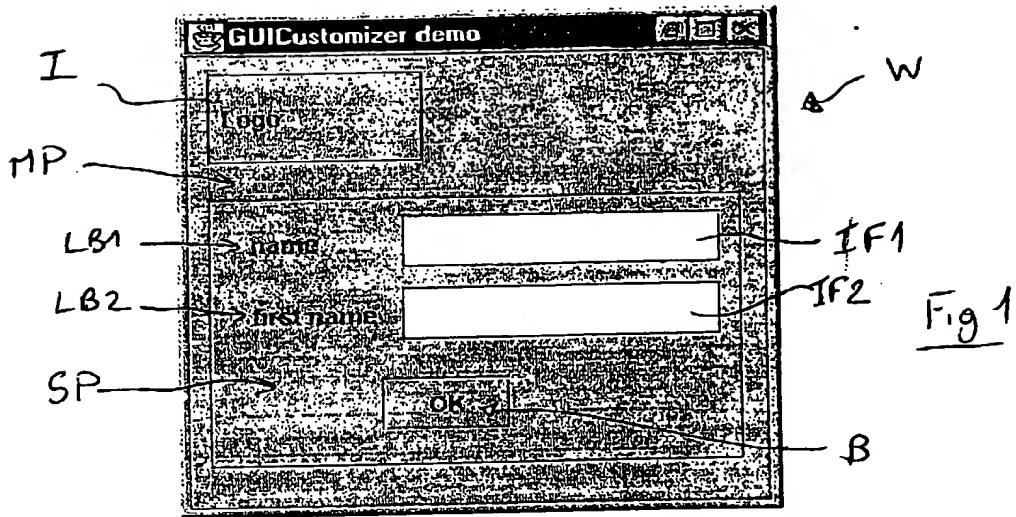 GUICustomizer demo
I
W
Logo
MP
LB1
name
IF1
LB2
first name
IF2
Fig 1
SP
OK
B